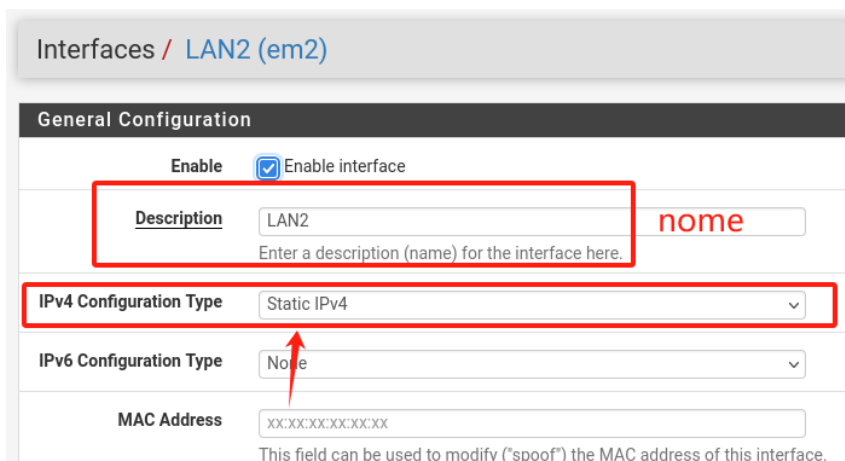 Interfaces / LAN2 (em2)
General Configuration
Enable Enable interface
Description LAN2 nome
Enter a description (name) for the interface here.
IPv4 Configuration Type Static IPv4
IPv6 Configuration Type None
MAC Address xx:xx:xx:xx:xx:xx
This field can be used to modify ("spoof") the MAC address of this interface.